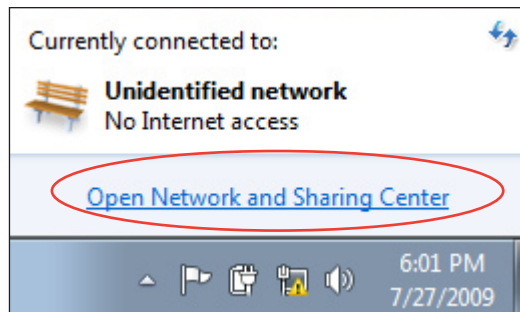 Currently connected to:
Unidentified network
No Internet access
Open Network and Sharing Center
6:01 PM
7/27/2009